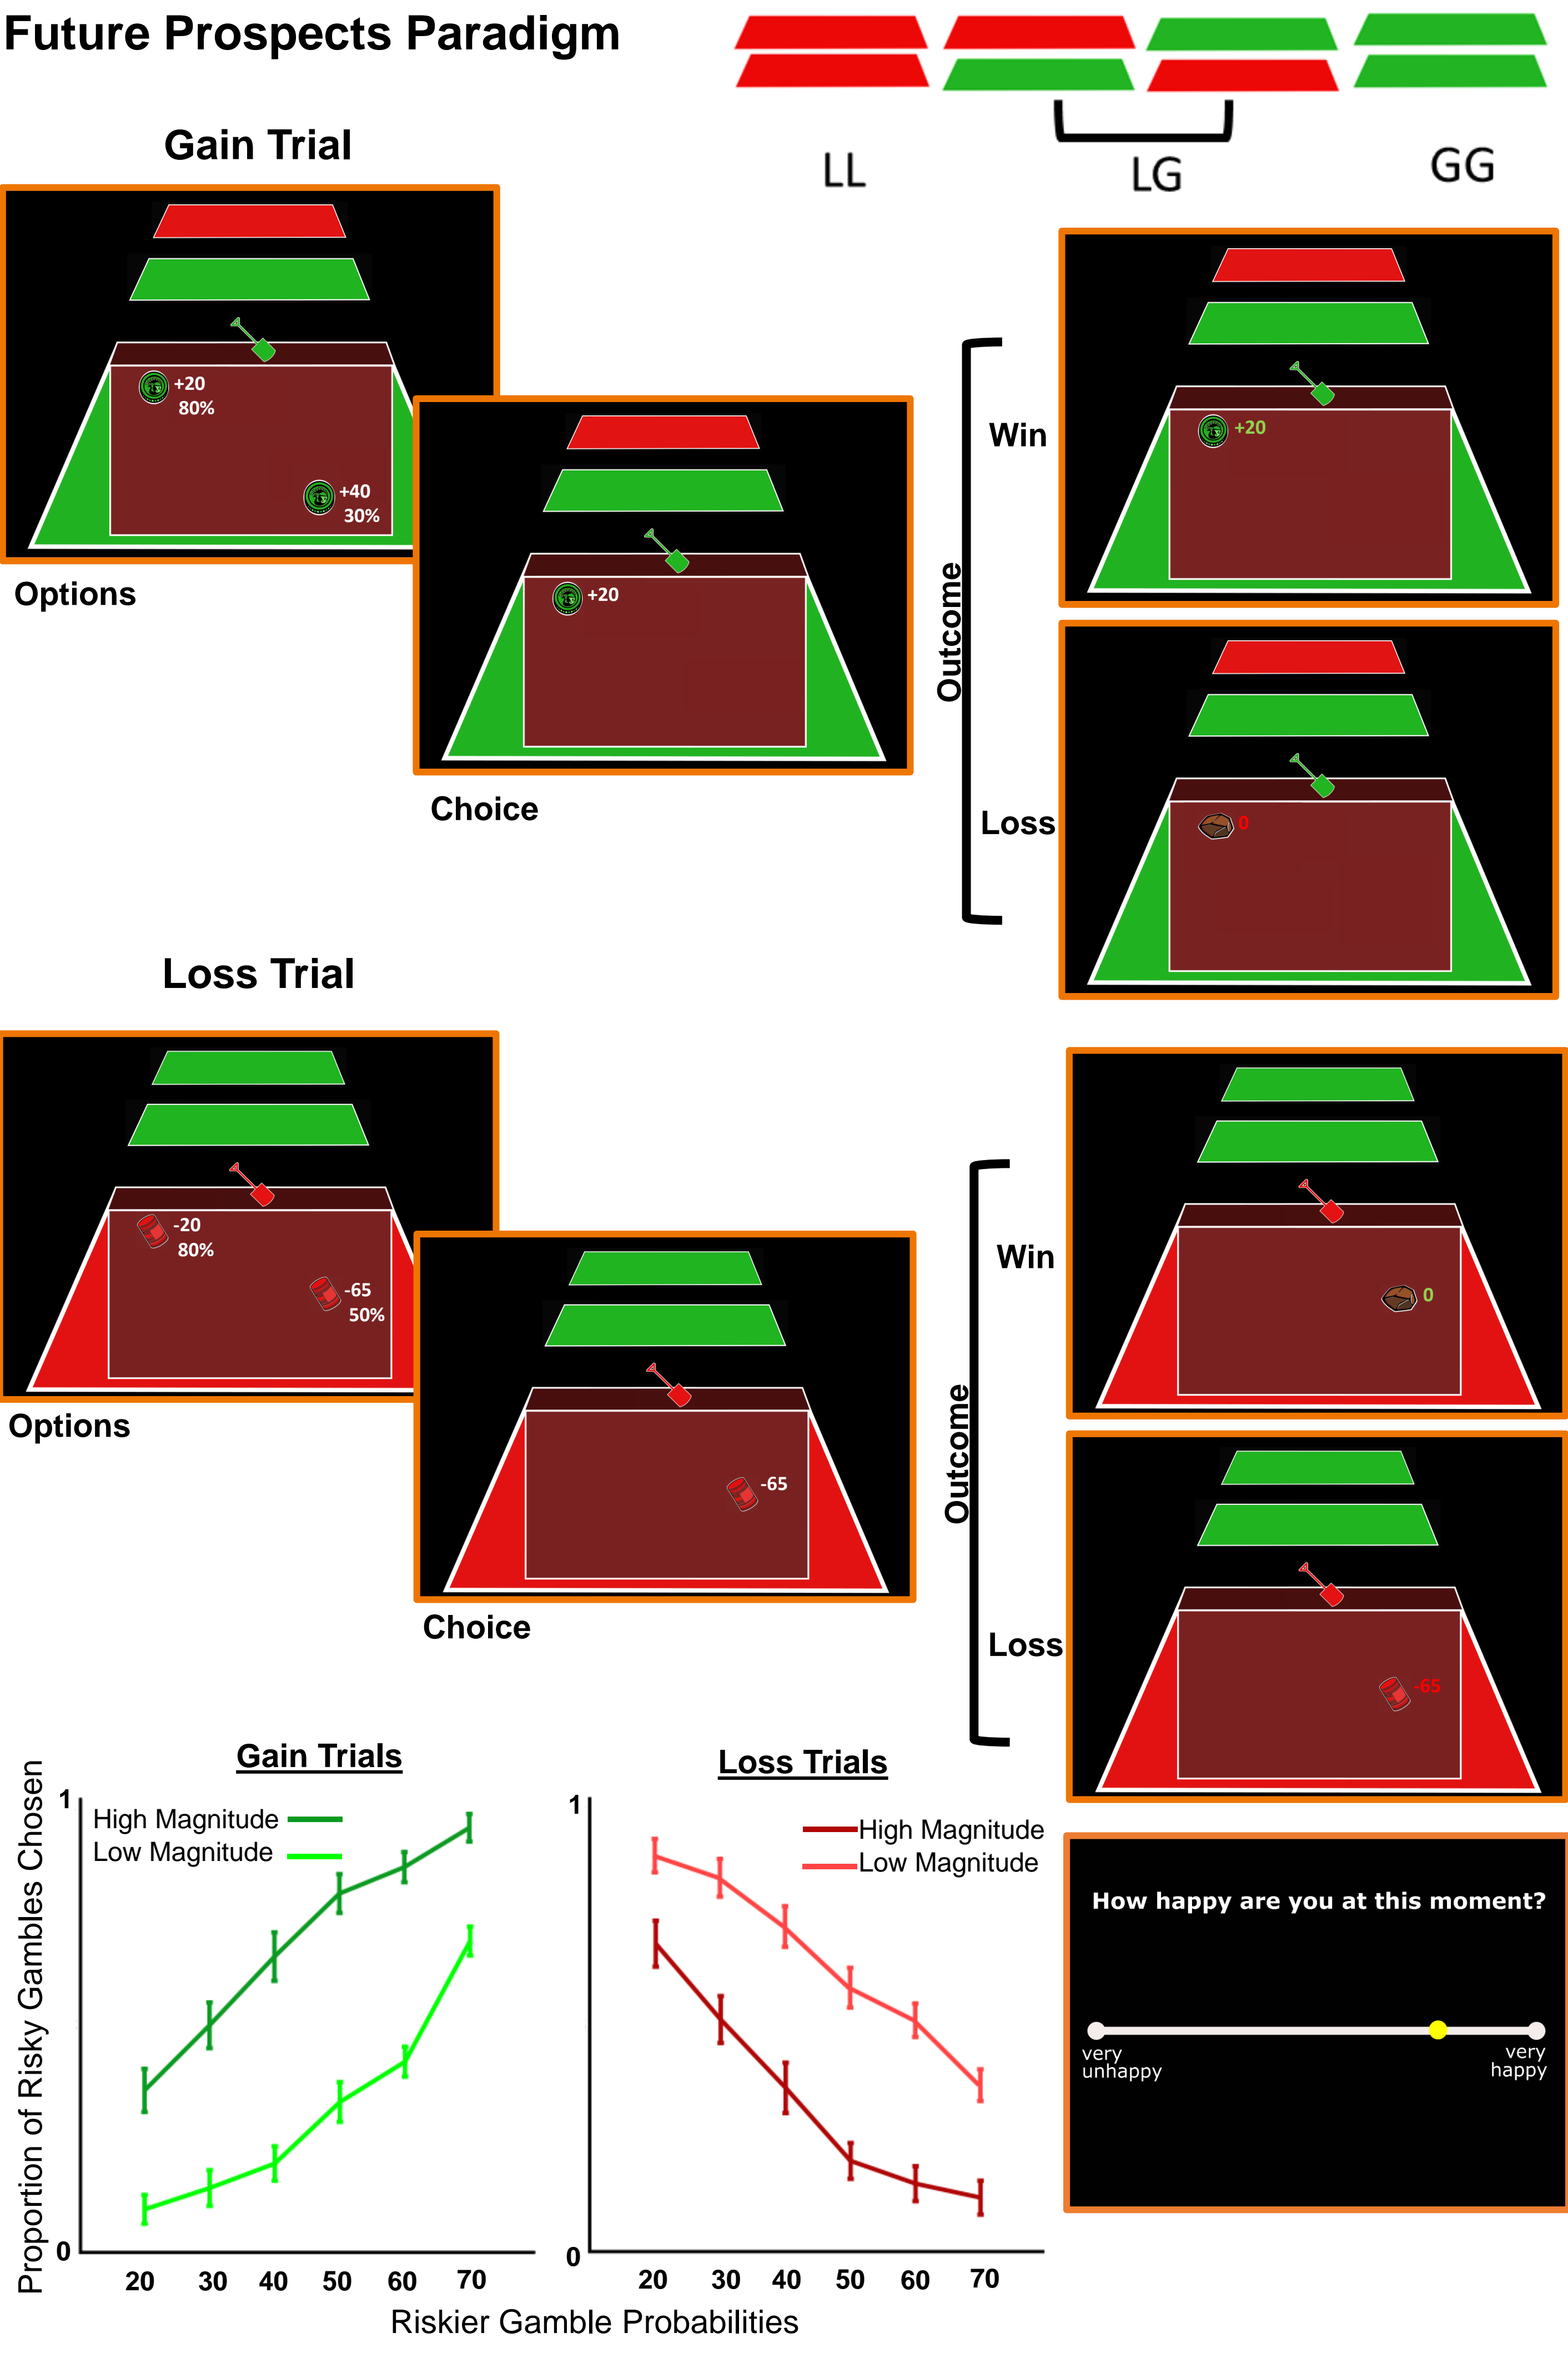 Future Prospects Paradigm
LL
LG
GG
Gain Trial
+20
80%
+40
30%
Options
+20
Choice
Outcome
Win
+20
Loss
0
Loss Trial
-20
80%
-65
50%
Options
-65
Choice
Outcome
Win
0
Loss
-65
Gain Trials
High Magnitude
Low Magnitude
1
0
20 30 40 50 60 70
Proportion of Risky Gambles Chosen
Loss Trials
High Magnitude
Low Magnitude
1
0
20 30 40 50 60 70
Riskier Gamble Probabilities
How happy are you at this moment?
very
unhappy
very
happy